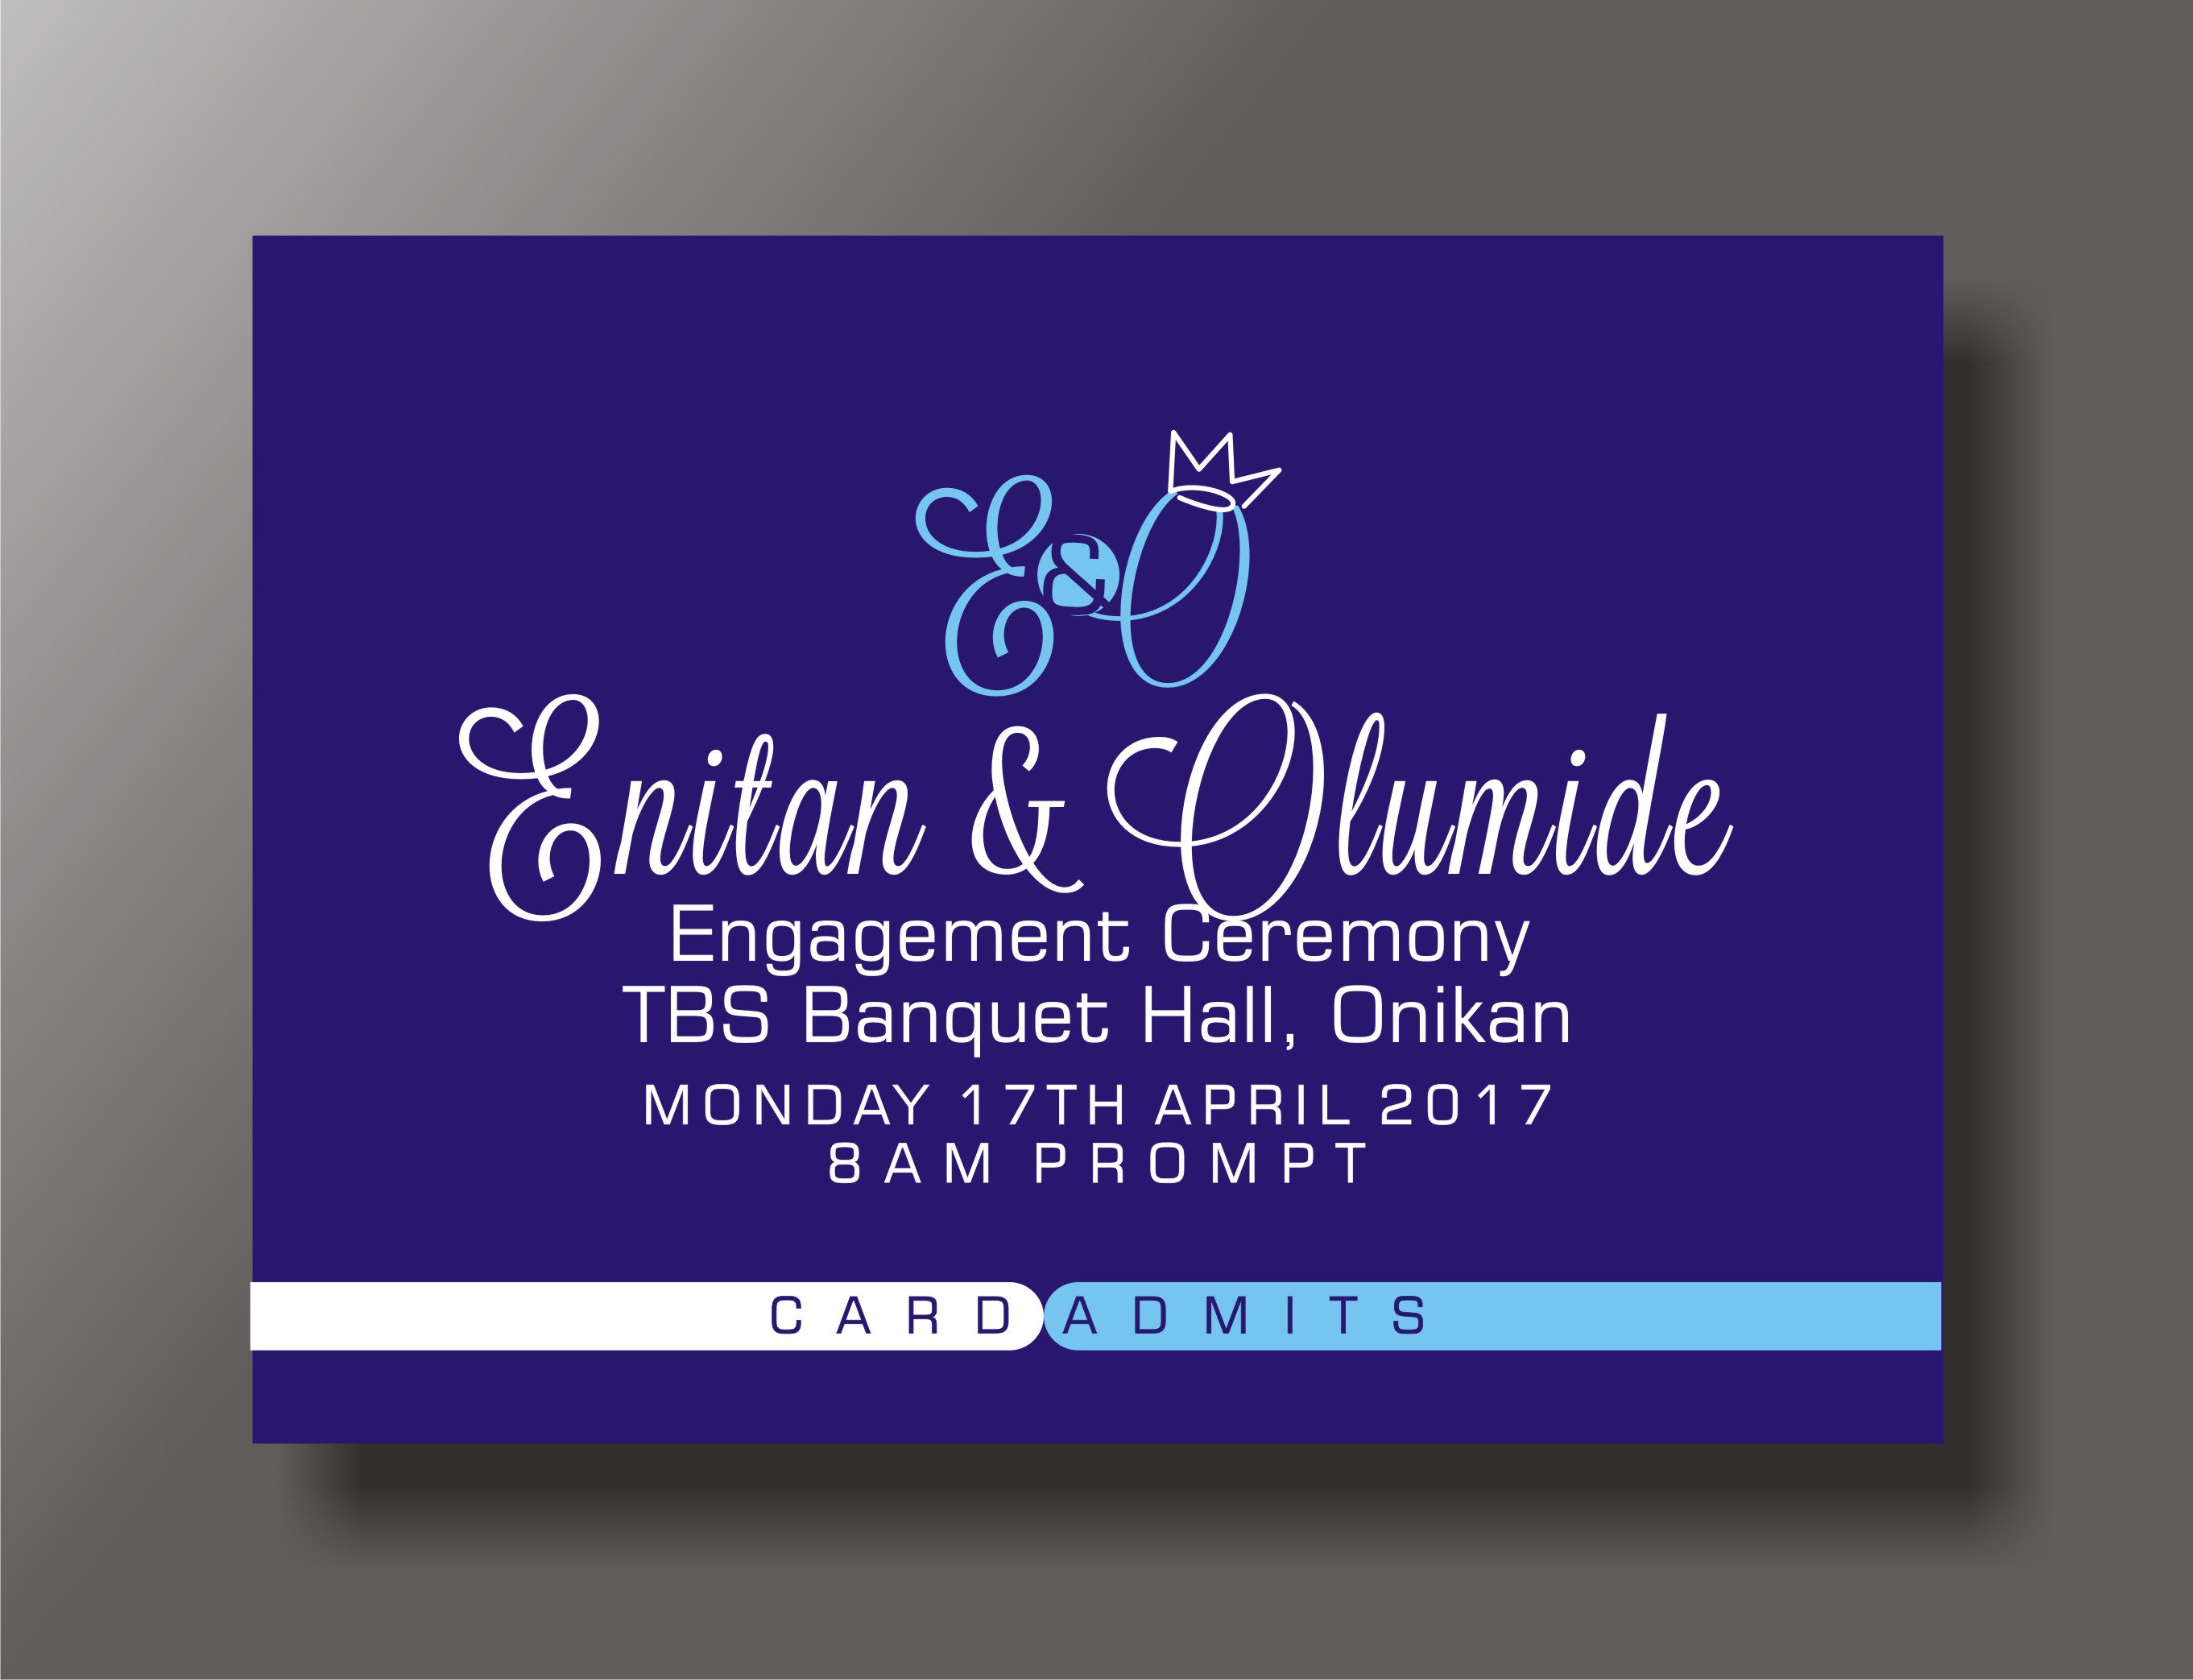 E & O
Enitan & Olumide
Engagement Ceremony
TBS Banquet Hall, Onikan
MONDAY 17TH APRIL 2017
8AM PROMPT
CARD ADMITS